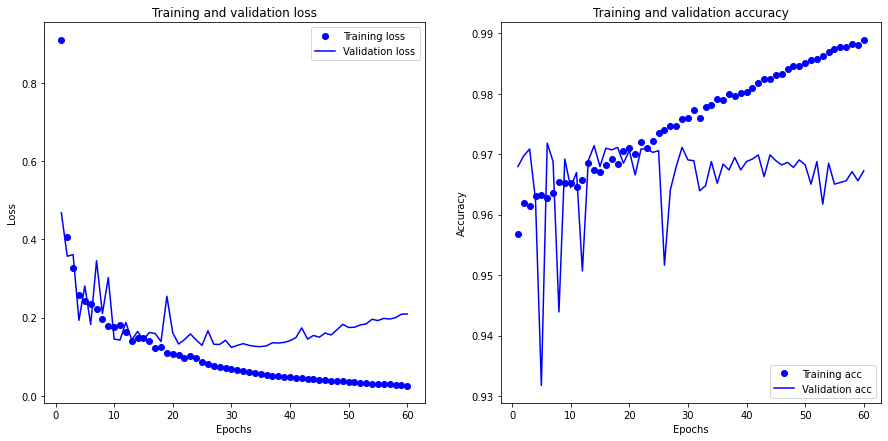 Training and validation loss
Training loss
Validation loss
0.8
0.6
0.4
0.2
0.0
Loss
0
10
20
30
40
50
60
Epochs
Training and validation accuracy
0.99
0.98
0.97
0.96
0.95
0.94
0.93
Accuracy
Training acc
Validation acc
0
10
20
30
40
50
60
Epochs